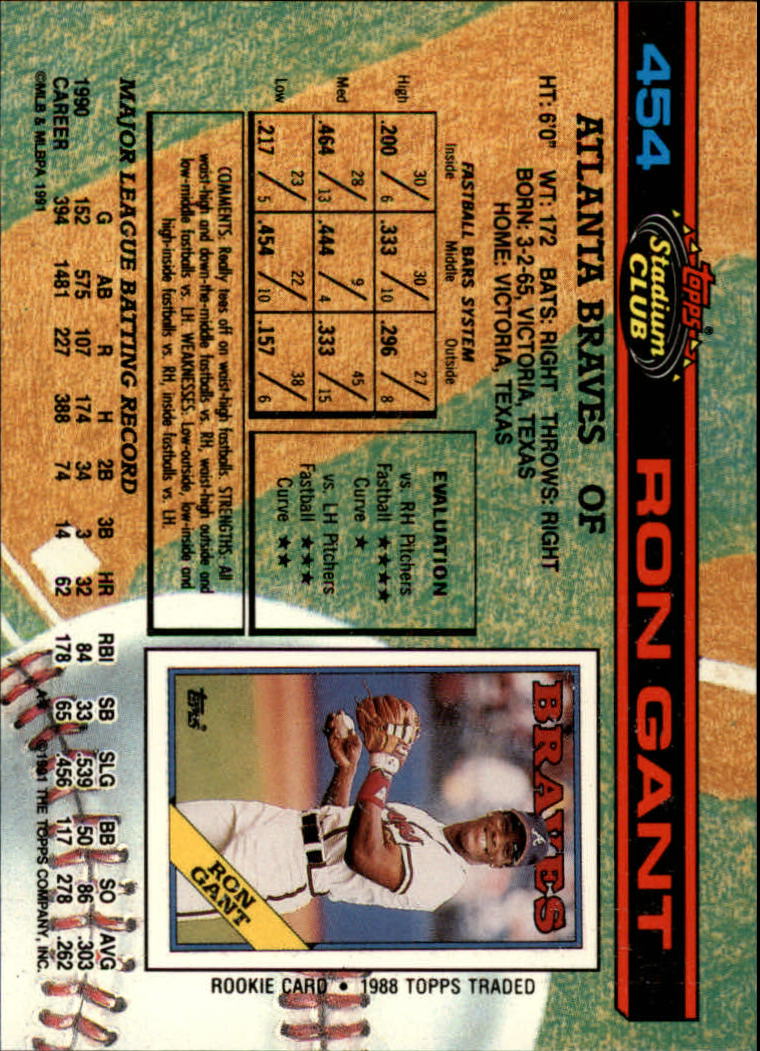 454
topps®
Stadium
CLUB
RON GANT
ATLANTA BRAVES OF
HT: 6'0" WT: 172 BATS: RIGHT THROWS: RIGHT
BORN: 3-2-65, VICTORIA, TEXAS
HOME: VICTORIA, TEXAS
FASTBALL BARS SYSTEM
Inside Middle Outside
High .200 30/6 .333 30/10 .296 27/8
Med .464 28/13 .444 9/4 .333 45/15
Low .217 23/5 .454 22/10 .157 38/6
EVALUATION
vs. RH Pitchers
Fastball ★★★★
Curve ★
vs. LH Pitchers
Fastball ★★★
Curve ★★
COMMENTS: Really tees off on waist-high fastballs. STRENGTHS: All
waist-high and down-the-middle fastballs vs. RH, waist-high outside and
low-middle fastballs vs. LH. WEAKNESSES: Low-outside, low-inside and
high-inside fastballs vs. RH, inside fastballs vs. LH.
BRAVES
A
topps®
RON
GANT
ROOKIE CARD • 1988 TOPPS TRADED
MAJOR LEAGUE BATTING RECORD
G AB R H 2B 3B HR RBI SB SLG BB SO AVG
1990 152 575 107 174 34 3 32 84 33 .539 50 86 .303
CAREER 394 1481 227 388 74 14 62 178 65 .456 117 278 .262
©MLB & MLBPA 1991
A* ©1991 THE TOPPS COMPANY, INC.